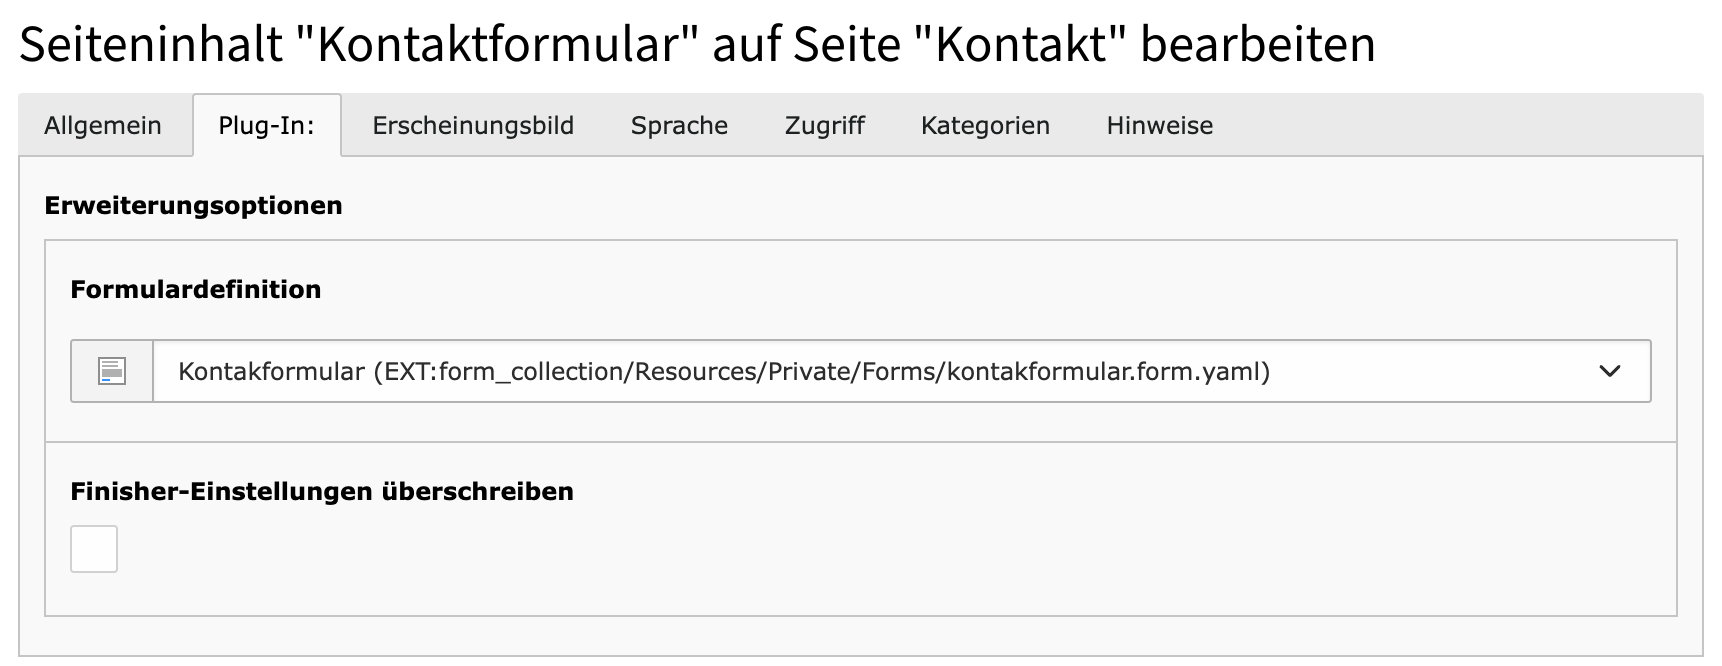 Seiteninhalt "Kontaktformular" auf Seite "Kontakt" bearbeiten
Allgemein Plug-In: Erscheinungsbild Sprache Zugriff Kategorien Hinweise
Erweiterungsoptionen
Formulardefinition
Kontakformular (EXT:form_collection/Resources/Private/Forms/kontakformular.form.yaml)
Finisher-Einstellungen überschreiben